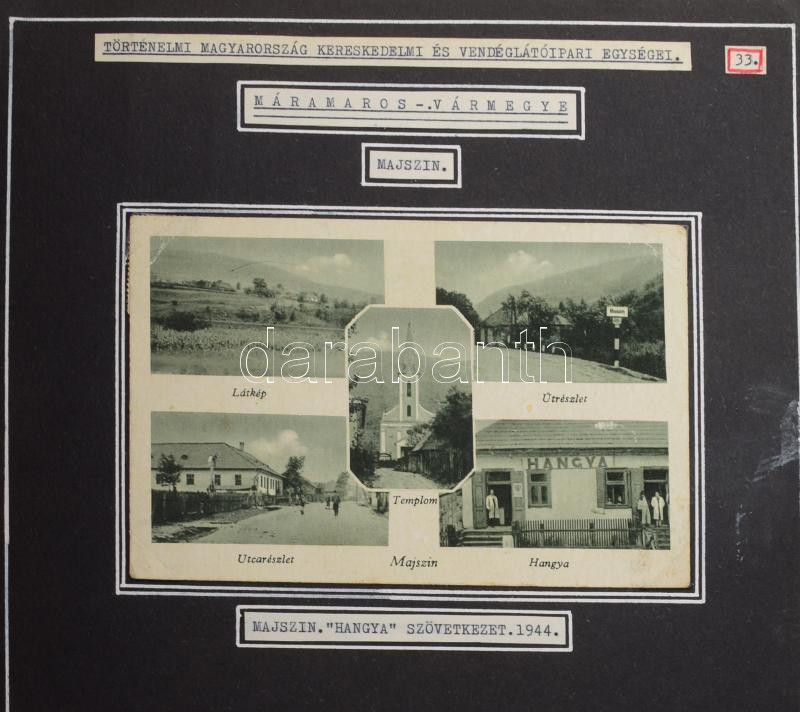 TÖRTÉNELMI MAGYARORSZÁG KERESKEDELMI ÉS VENDÉGLÁTÓIPARI EGYSÉGEI.
33.
MÁRAMAROS-.VÁRMEGYE
MAJSZIN.
darabanth
Látkép
Útrészlet
HANGYA
Templom
Utcarészlet
Majszin
Hangya
MAJSZIN."HANGYA" SZÖVETKEZET.1944.